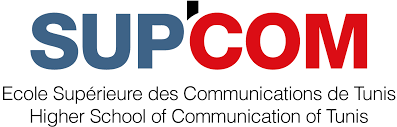 SUP'COM
Ecole Supérieure des Communications de Tunis
Higher School of Communication of Tunis